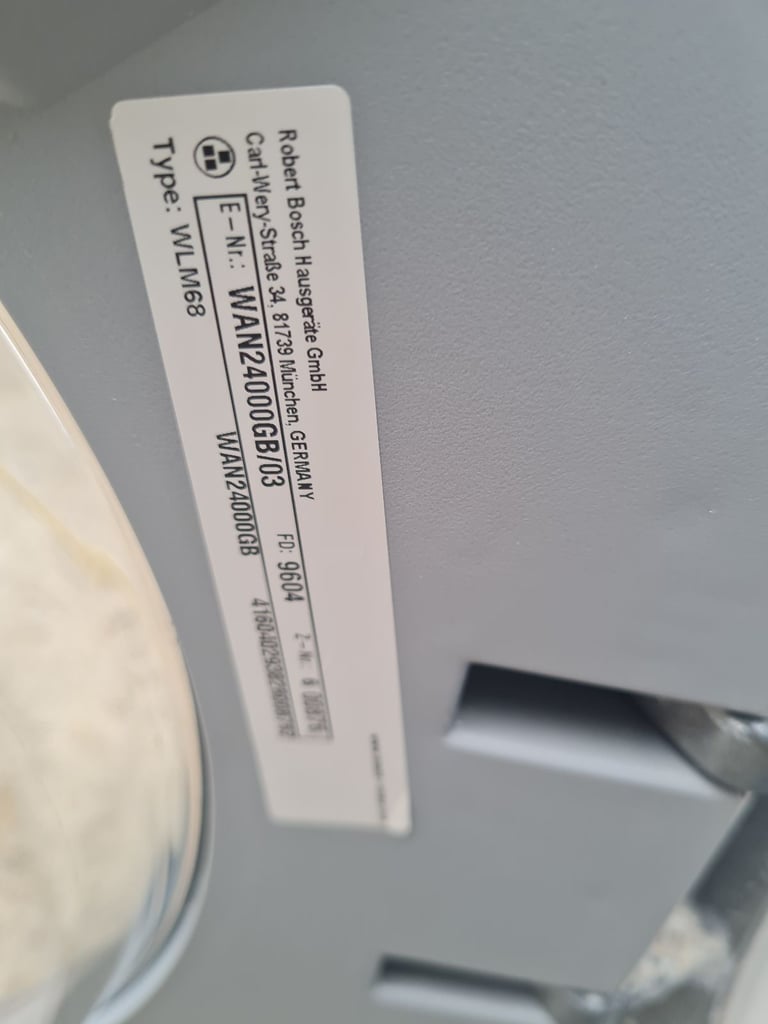 Robert Bosch Hausgeräte GmbH
Carl-Wery-Straße 34, 81739 München, GERMANY
E-Nr.: WAN24000GB/03 FD: 9604 Z-Nr.
Type: WLM68 WAN24000GB